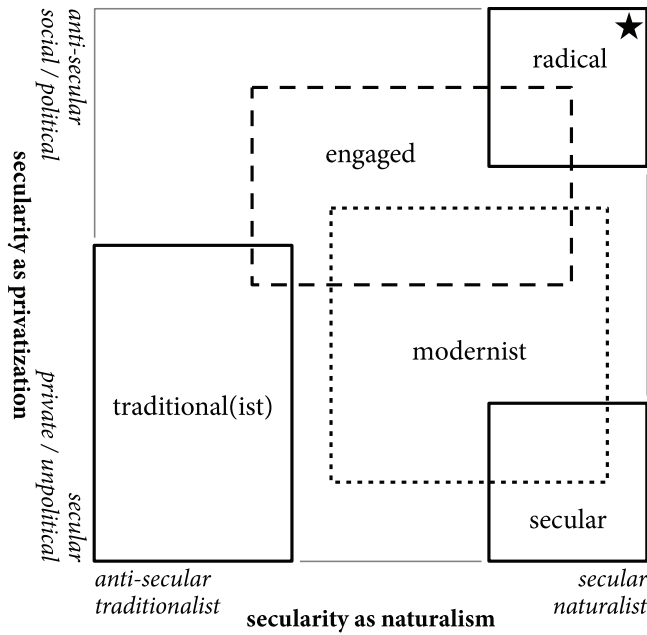 anti-secular
social / political
secularity as privatization
private / unpolitical
secular
radical
engaged
modernist
traditional(ist)
secular
anti-secular
traditionalist
secularity as naturalism
secular
naturalist